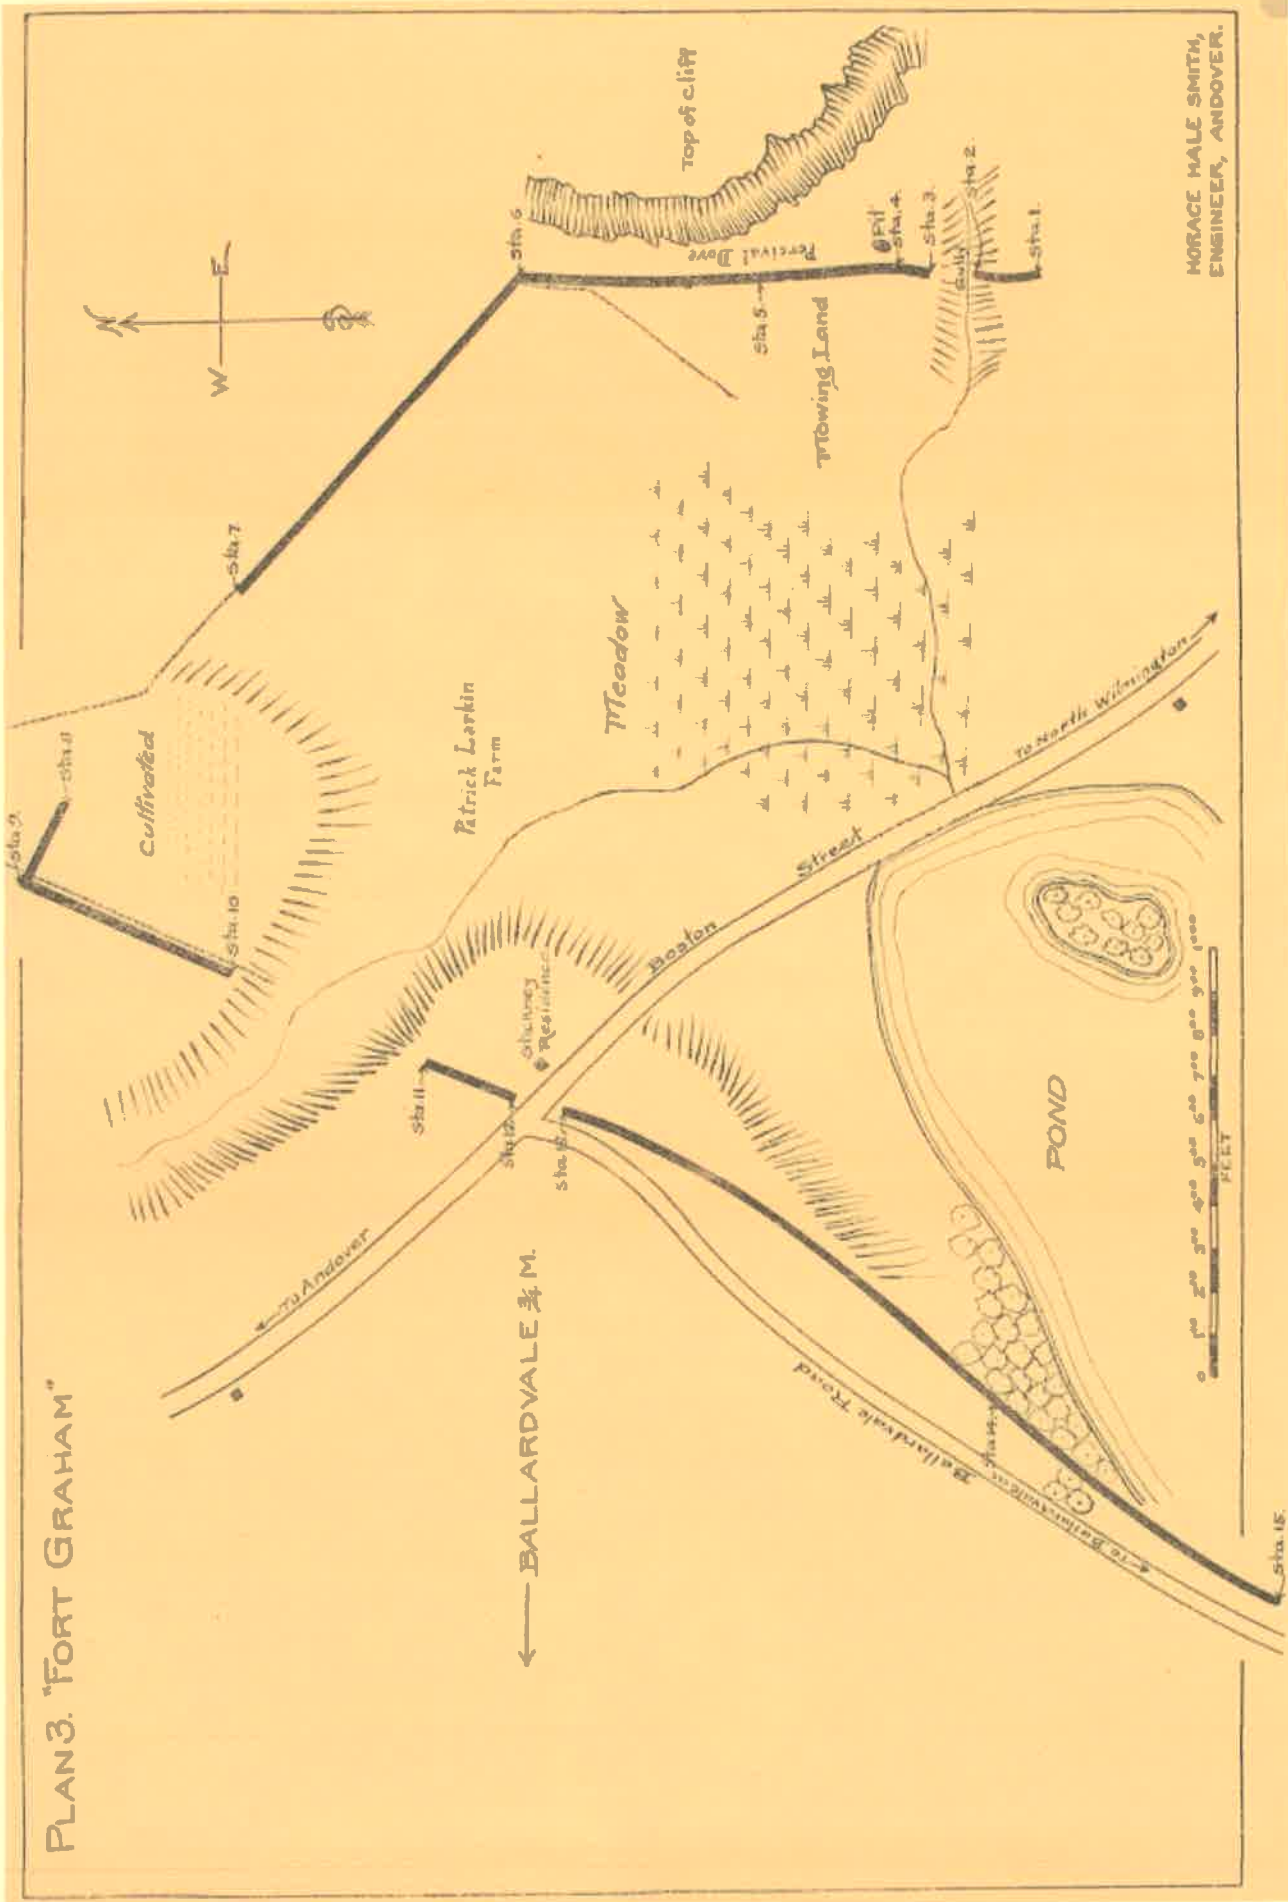 PLAN 3. "FORT GRAHAM"
N
W
E
S
Sta. 9.
Sta. 8
Cultivated
Sta. 10
Sta. 7
Sta. 6
Top of Cliff
Patrick Larkin
Farm
Percival Dove
Pit
Sta. 4.
Sta. 3.
Sta. 2.
Gully
Sta. 1.
Sta. 5.
Mowing Land
Meadow
Sta. 11
Stickney
Residence
Sta. 12
Sta. 13.
Boston
Street
To North Wilmington
To Andover
BALLARDVALE ¾ M.
Ballardvale Road
To Ballardvale
Sta. 14.
Sta. 15.
POND
0 100 200 300 400 500 600 700 800 900 1000
FEET
HORACE HALE SMITH,
ENGINEER, ANDOVER.